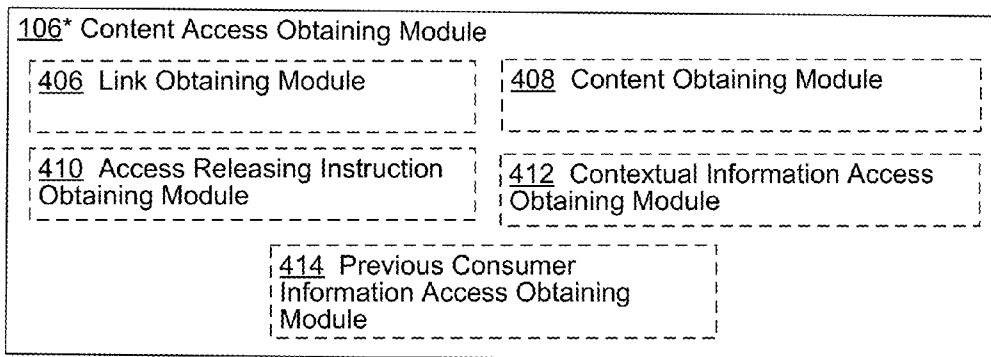 106* Content Access Obtaining Module
406 Link Obtaining Module
408 Content Obtaining Module
410 Access Releasing Instruction
Obtaining Module
412 Contextual Information Access
Obtaining Module
414 Previous Consumer
Information Access Obtaining
Module